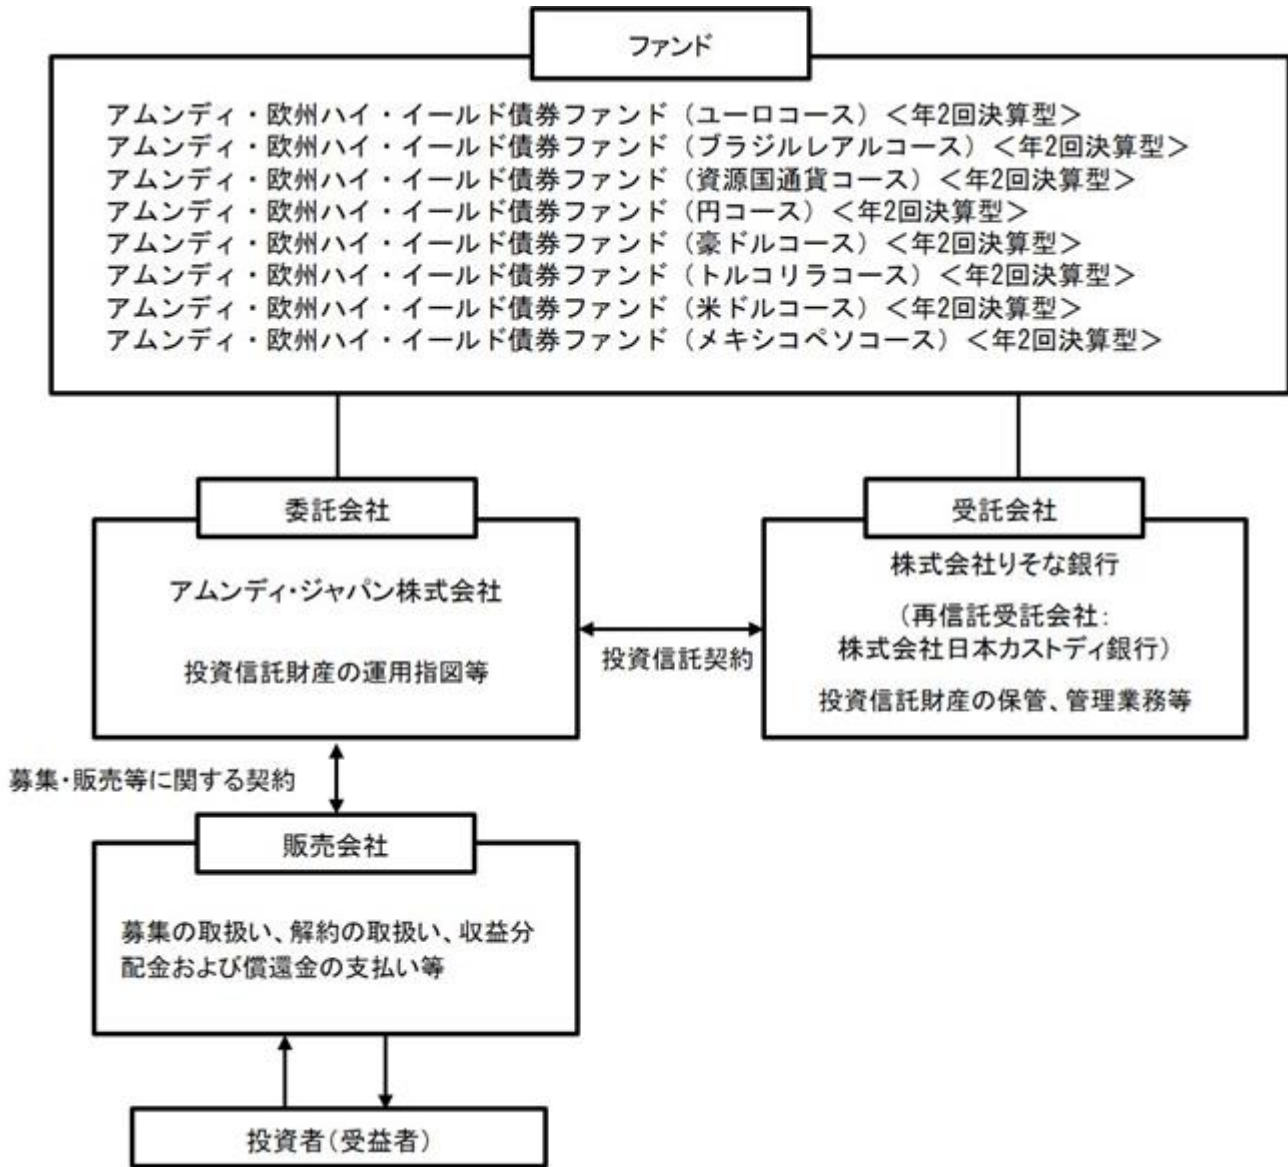 ファンド
アムンディ・欧州ハイ・イールド債券ファンド（ユーロコース）＜年2回決算型＞
アムンディ・欧州ハイ・イールド債券ファンド（ブラジルレアルコース）＜年2回決算型＞
アムンディ・欧州ハイ・イールド債券ファンド（資源国通貨コース）＜年2回決算型＞
アムンディ・欧州ハイ・イールド債券ファンド（円コース）＜年2回決算型＞
アムンディ・欧州ハイ・イールド債券ファンド（豪ドルコース）＜年2回決算型＞
アムンディ・欧州ハイ・イールド債券ファンド（トルコリラコース）＜年2回決算型＞
アムンディ・欧州ハイ・イールド債券ファンド（米ドルコース）＜年2回決算型＞
アムンディ・欧州ハイ・イールド債券ファンド（メキシコペソコース）＜年2回決算型＞
委託会社
アムンディ・ジャパン株式会社
投資信託財産の運用指図等
投資信託契約
受託会社
株式会社りそな銀行
（再信託受託会社：
株式会社日本カストディ銀行）
投資信託財産の保管、管理業務等
募集・販売等に関する契約
販売会社
募集の取扱い、解約の取扱い、収益分
配金および償還金の支払い等
投資者（受益者）